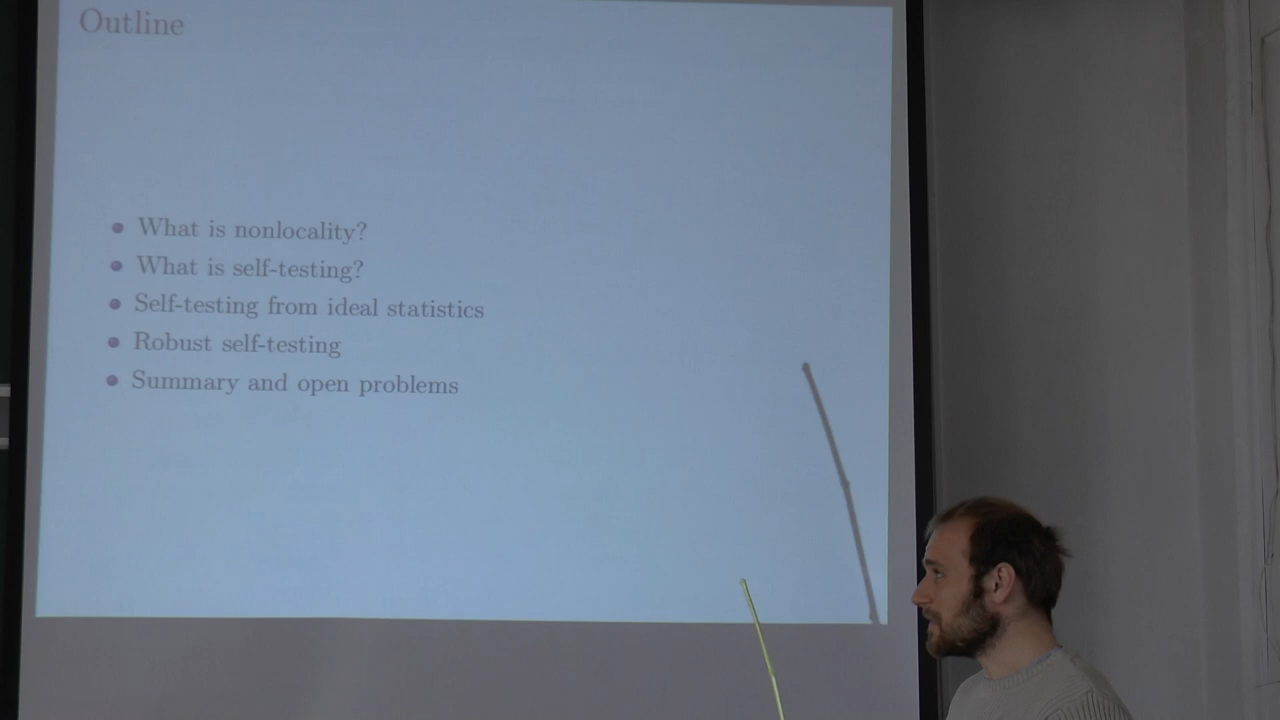 Outline
What is nonlocality?
What is self-testing?
Self-testing from ideal statistics
Robust self-testing
Summary and open problems